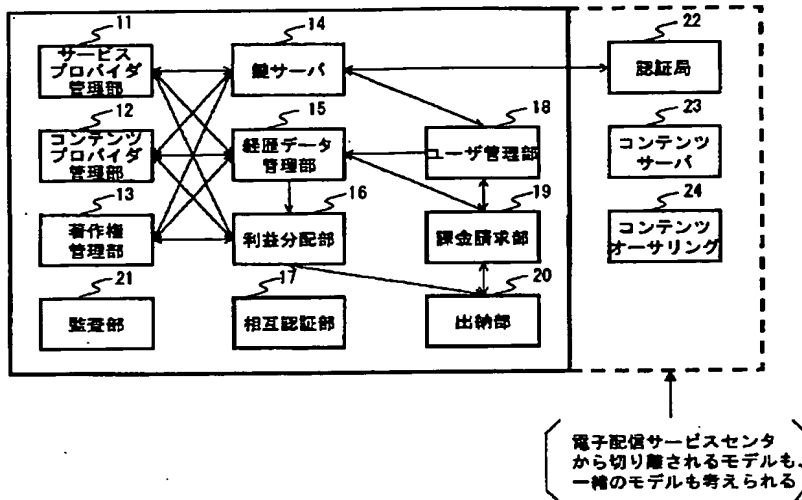 11
サービス
プロバイダ
管理部
14
鍵サーバ
22
認証局
12
コンテンツ
プロバイダ
管理部
15
経歴データ
管理部
18
ユーザ管理部
23
コンテンツ
サーバ
13
著作権
管理部
16
利益分配部
19
課金請求部
24
コンテンツ
オーサリング
21
監査部
17
相互認証部
20
出納部
電子配信サービスセンタ
から切り離されるモデルも、
一緒のモデルも考えられる